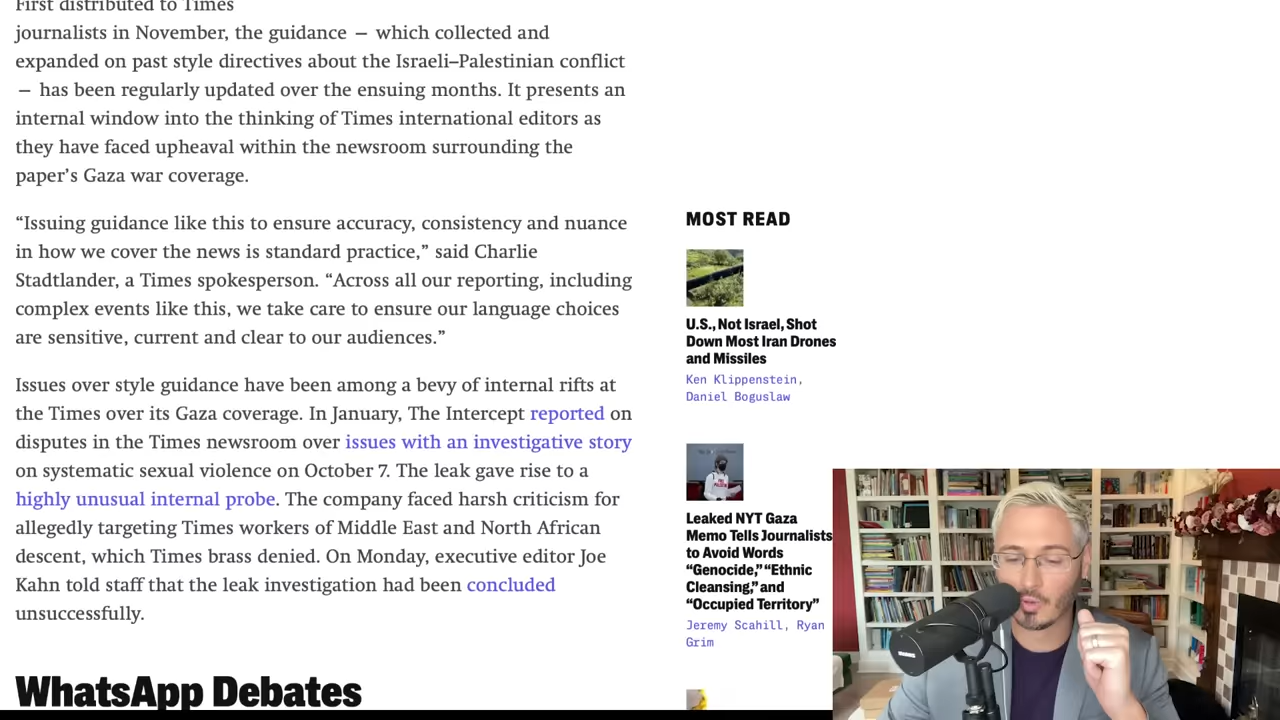 First distributed to Times
journalists in November, the guidance – which collected and
expanded on past style directives about the Israeli–Palestinian conflict
– has been regularly updated over the ensuing months. It presents an
internal window into the thinking of Times international editors as
they have faced upheaval within the newsroom surrounding the
paper’s Gaza war coverage.
“Issuing guidance like this to ensure accuracy, consistency and nuance
in how we cover the news is standard practice,” said Charlie
Stadtlander, a Times spokesperson. “Across all our reporting, including
complex events like this, we take care to ensure our language choices
are sensitive, current and clear to our audiences.”
Issues over style guidance have been among a bevy of internal rifts at
the Times over its Gaza coverage. In January, The Intercept reported on
disputes in the Times newsroom over issues with an investigative story
on systematic sexual violence on October 7. The leak gave rise to a
highly unusual internal probe. The company faced harsh criticism for
allegedly targeting Times workers of Middle East and North African
descent, which Times brass denied. On Monday, executive editor Joe
Kahn told staff that the leak investigation had been concluded
unsuccessfully.
WhatsApp Debates
MOST READ
U.S., Not Israel, Shot
Down Most Iran Drones
and Missiles
Ken Klippenstein,
Daniel Boguslaw
Leaked NYT Gaza
Memo Tells Journalists
to Avoid Words
“Genocide,” “Ethnic
Cleansing,” and
“Occupied Territory”
Jeremy Scahill, Ryan
Grim